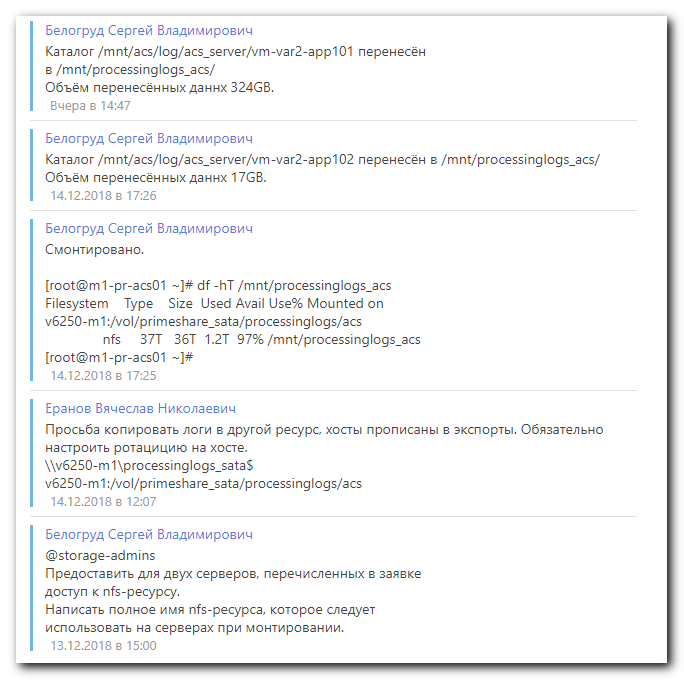 Белогруд Сергей Владимирович
Каталог /mnt/acs/log/acs_server/vm-var2-app101 перенесён
в /mnt/processinglogs_acs/
Объём перенесённых даннх 324GB.
Вчера в 14:47
Белогруд Сергей Владимирович
Каталог /mnt/acs/log/acs_server/vm-var2-app102 перенесён в /mnt/processinglogs_acs/
Объём перенесённых даннх 17GB.
14.12.2018 в 17:26
Белогруд Сергей Владимирович
Смонтировано.
[root@m1-pr-acs01 ~]# df -hT /mnt/processinglogs_acs
Filesystem Type Size Used Avail Use% Mounted on
v6250-m1:/vol/primeshare_sata/processinglogs/acs
nfs 37T 36T 1.2T 97% /mnt/processinglogs_acs
[root@m1-pr-acs01 ~]#
14.12.2018 в 17:25
Еранов Вячеслав Николаевич
Просьба копировать логи в другой ресурс, хосты прописаны в экспорты. Обязательно
настроить ротацицию на хосте.
\\v6250-m1\processinglogs_sata$
v6250-m1:/vol/primeshare_sata/processinglogs/acs
14.12.2018 в 12:07
Белогруд Сергей Владимирович
@storage-admins
Предоставить для двух серверов, перечисленных в заявке
доступ к nfs-ресурсу.
Написать полное имя nfs-ресурса, которое следует
использовать на серверах при монтировании.
13.12.2018 в 15:00